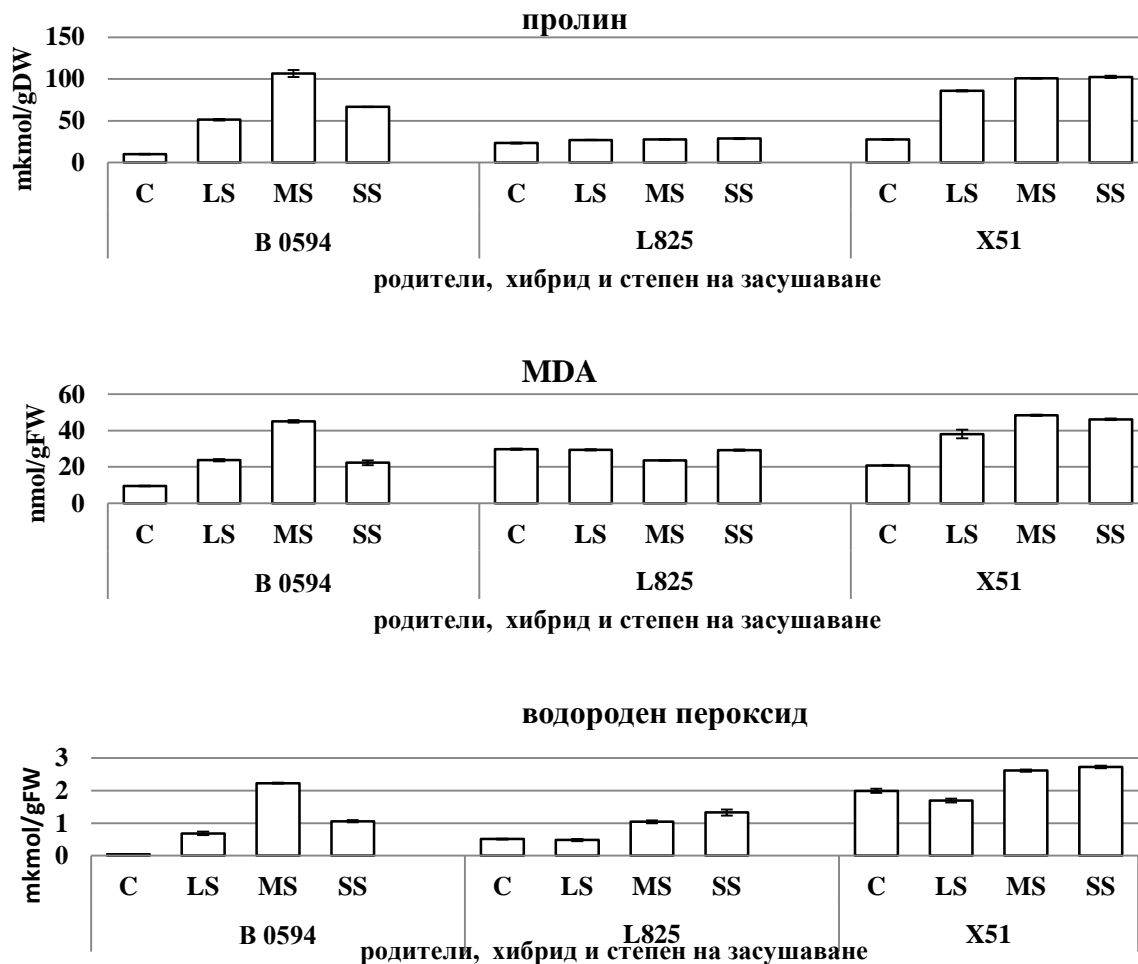 пролин
150
100
50
0
mkmol/gDW
C LS MS SS C LS MS SS C LS MS SS
B 0594 L825 X51
родители, хибрид и степен на засушаване
MDA
60
40
20
0
nmol/gFW
C LS MS SS C LS MS SS C LS MS SS
B 0594 L825 X51
родители, хибрид и степен на засушаване
водороден пероксид
3
2
1
0
mkmol/gFW
C LS MS SS C LS MS SS C LS MS SS
B 0594 L825 X51
родители, хибрид и степен на засушаване